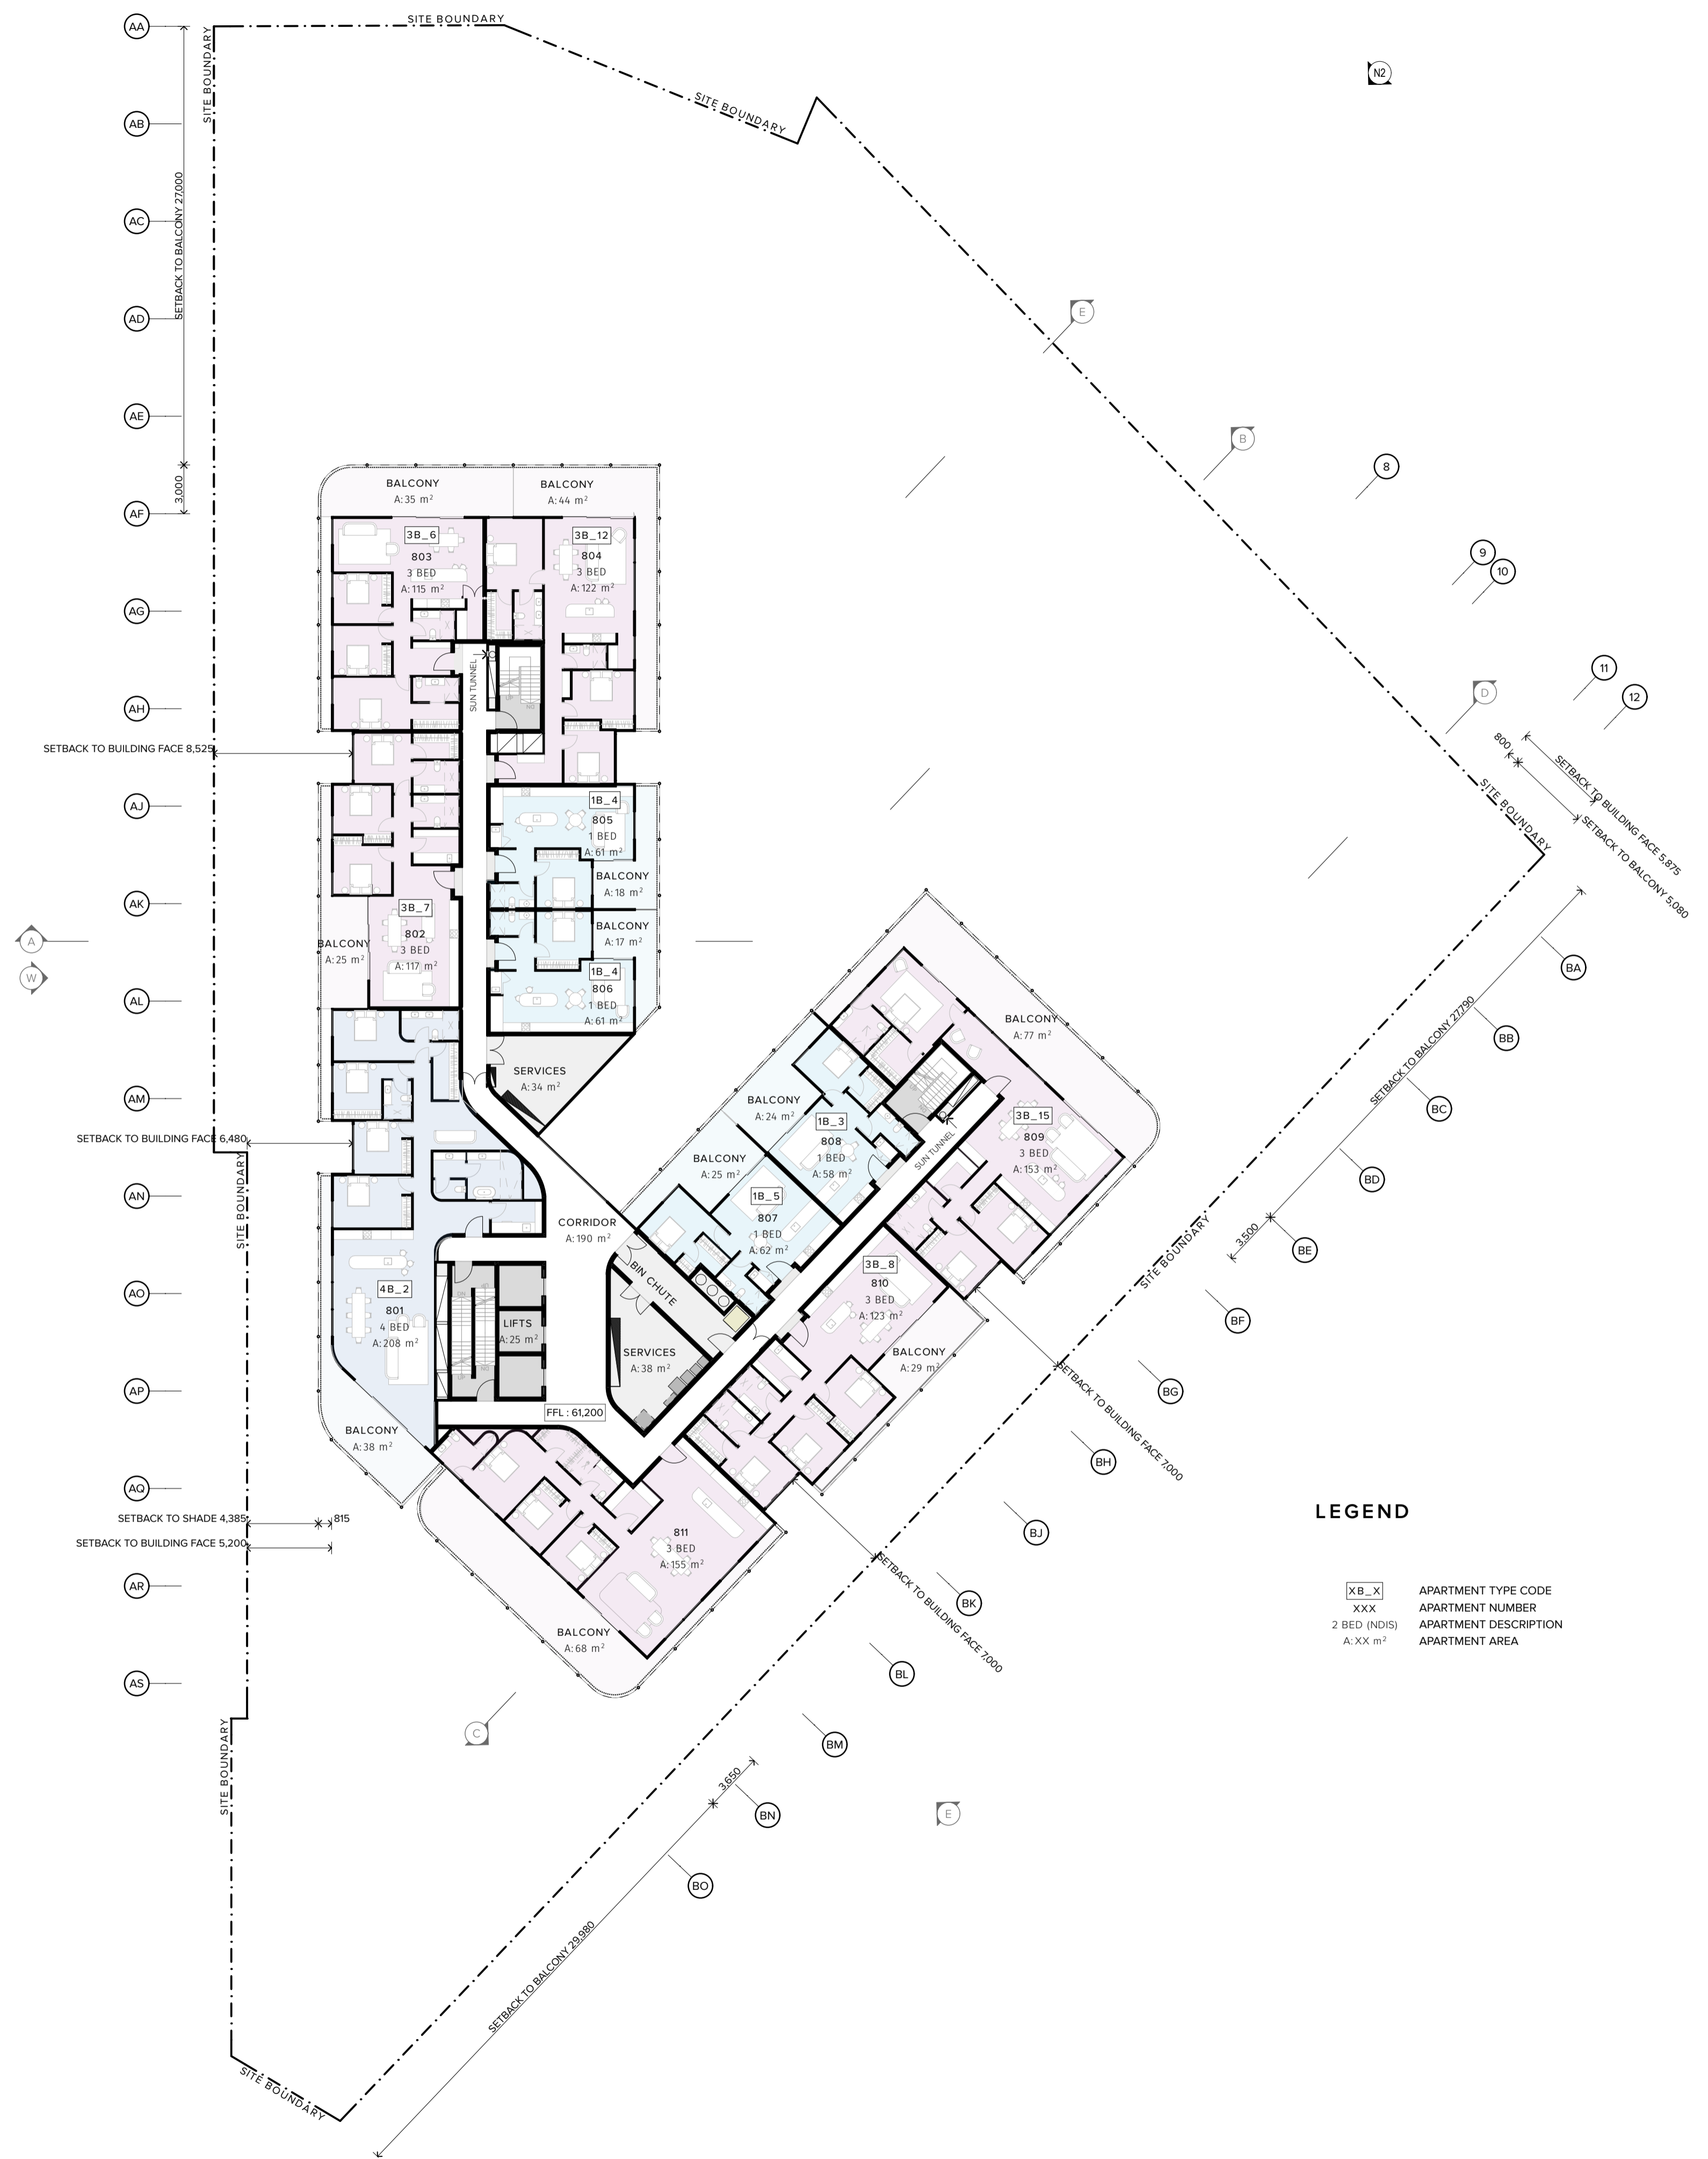 AA
SITE BOUNDARY
SITE BOUNDARY
SITE BOUNDARY
N2
AB
AC
SETBACK TO BALCONY 27,000
AD
E
AE
B
8
3,000
AF
BALCONY
A: 35 m²
BALCONY
A: 44 m²
3B_6
803
3 BED
A: 115 m²
3B_12
804
3 BED
A: 122 m²
9
10
AG
SUN TUNNEL
11
12
D
AH
SETBACK TO BUILDING FACE 8,525
800
SETBACK TO BUILDING FACE 5,875
SETBACK TO BALCONY 5,080
SITE BOUNDARY
AJ
1B_4
805
1 BED
A: 61 m²
BALCONY
A: 18 m²
AK
3B_7
802
3 BED
A: 117 m²
BALCONY
A: 25 m²
BALCONY
A: 17 m²
A
W
1B_4
806
1 BED
A: 61 m²
AL
BA
BB
SETBACK TO BALCONY 27,790
BC
BD
BE
3,500
SITE BOUNDARY
BALCONY
A: 77 m²
SERVICES
A: 34 m²
AM
BALCONY
A: 24 m²
1B_3
808
1 BED
A: 58 m²
3B_15
809
3 BED
A: 153 m²
SUN TUNNEL
SETBACK TO BUILDING FACE 6,480
SITE BOUNDARY
BALCONY
A: 25 m²
1B_5
807
1 BED
A: 62 m²
AN
CORRIDOR
A: 190 m²
BIN CHUTE
3B_8
810
3 BED
A: 123 m²
AO
4B_2
801
4 BED
A: 208 m²
LIFTS
A: 25 m²
SERVICES
A: 38 m²
BALCONY
A: 29 m²
BF
BG
SETBACK TO BUILDING FACE 7,000
AP
FFL : 61,200
BALCONY
A: 38 m²
BH
AQ
SETBACK TO SHADE 4,385
815
SETBACK TO BUILDING FACE 5,200
811
3 BED
A: 155 m²
BJ
SETBACK TO BUILDING FACE 7,000
AR
BK
BALCONY
A: 68 m²
BL
LEGEND
XB_X APARTMENT TYPE CODE
XXX APARTMENT NUMBER
2 BED (NDIS) APARTMENT DESCRIPTION
A: XX m² APARTMENT AREA
AS
C
BM
SITE BOUNDARY
3,650
BN
E
BO
SETBACK TO BALCONY 29,980
SITE BOUNDARY